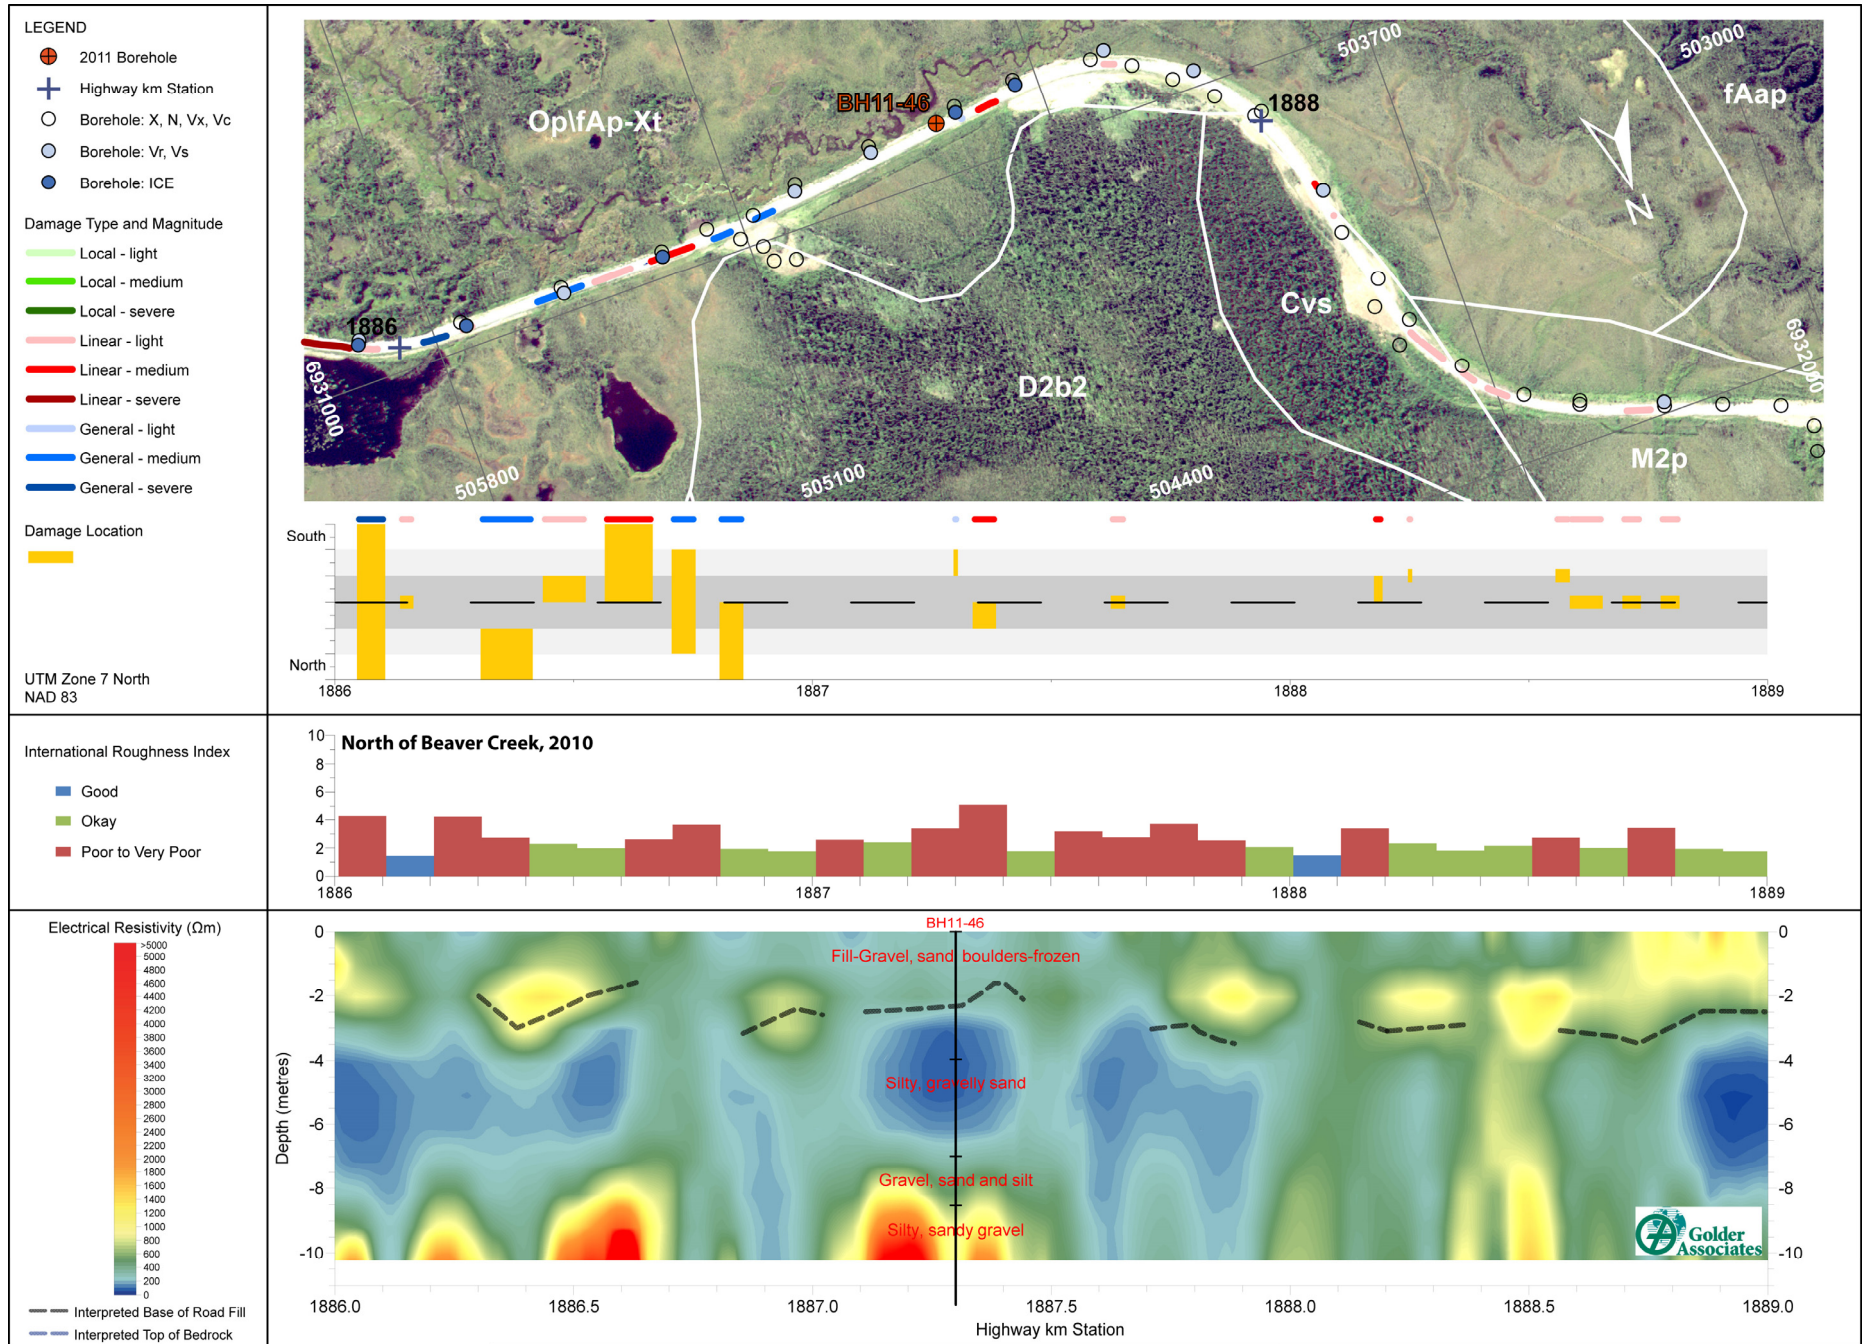 LEGEND
2011 Borehole
Highway km Station
Borehole: X, N, Vx, Vc
Borehole: Vr, Vs
Borehole: ICE
Damage Type and Magnitude
Local - light
Local - medium
Local - severe
Linear - light
Linear - medium
Linear - severe
General - light
General - medium
General - severe
Damage Location
UTM Zone 7 North
NAD 83
503700
503000
fAap
BH11-46
Op\fAp-Xt
1888
N
Cvs
1886
D2b2
6931000
6932000
M2p
505800
505100
504400
South
North
1886
1887
1888
1889
International Roughness Index
Good
Okay
Poor to Very Poor
North of Beaver Creek, 2010
10
8
6
4
2
0
1886
1887
1888
1889
Electrical Resistivity (Ωm)
>5000
5000
4800
4600
4400
4200
4000
3800
3600
3400
3200
3000
2800
2600
2400
2200
2000
1800
1600
1400
1200
1000
800
600
400
200
0
Interpreted Base of Road Fill
Interpreted Top of Bedrock
Depth (metres)
0
-2
-4
-6
-8
-10
BH11-46
Fill-Gravel, sand, boulders-frozen
Silty, gravelly sand
Gravel, sand and silt
Silty, sandy gravel
0
-2
-4
-6
-8
-10
Golder
Associates
1886.0
1886.5
1887.0
1887.5
1888.0
1888.5
1889.0
Highway km Station